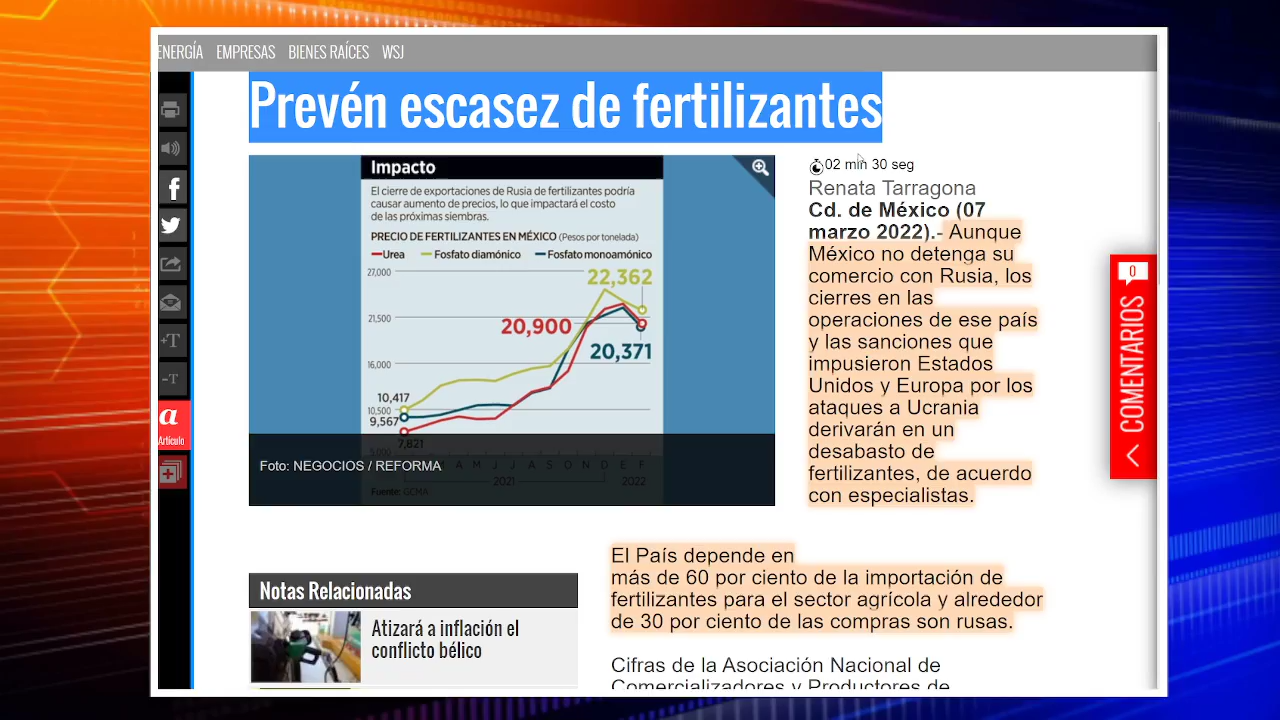 ENERGÍA EMPRESAS BIENES RAÍCES WSJ
Prevén escasez de fertilizantes
Impacto
El cierre de exportaciones de Rusia de fertilizantes podría
causar aumento de precios, lo que impactará el costo
de las próximas siembras.
PRECIO DE FERTILIZANTES EN MÉXICO (Pesos por tonelada)
Urea Fosfato diamónico Fosfato monoamónico
27,000
22,362
21,500
20,900
20,371
16,000
10,417
10,500
9,567
7,821
5,000
A M J J A S O N D E F
2021 2022
Foto: NEGOCIOS / REFORMA
Fuente: GCMA
02 min 30 seg
Renata Tarragona
Cd. de México (07
marzo 2022).- Aunque
México no detenga su
comercio con Rusia, los
cierres en las
operaciones de ese país
y las sanciones que
impusieron Estados
Unidos y Europa por los
ataques a Ucrania
derivarán en un
desabasto de
fertilizantes, de acuerdo
con especialistas.
+T
-T
a
Artículo
0
COMENTARIOS
El País depende en
más de 60 por ciento de la importación de
fertilizantes para el sector agrícola y alrededor
de 30 por ciento de las compras son rusas.
Cifras de la Asociación Nacional de
Comercializadores y Productores de
Notas Relacionadas
Atizará a inflación el
conflicto bélico